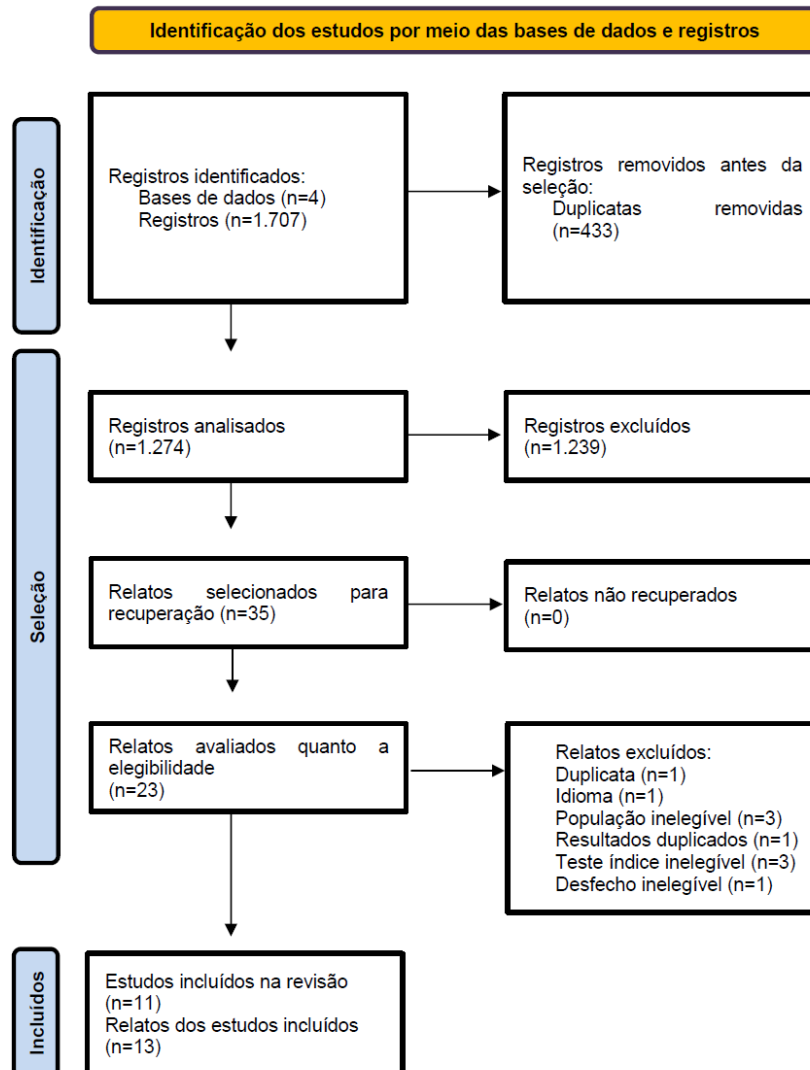 Identificação dos estudos por meio das bases de dados e registros
Identificação
Registros identificados:
Bases de dados (n=4)
Registros (n=1.707)
Registros removidos antes da
seleção:
Duplicatas removidas
(n=433)
Seleção
Registros analisados
(n=1.274)
Registros excluídos
(n=1.239)
Relatos selecionados para
recuperação (n=35)
Relatos não recuperados
(n=0)
Relatos avaliados quanto a
elegibilidade
(n=23)
Relatos excluídos:
Duplicata (n=1)
Idioma (n=1)
População inelegível (n=3)
Resultados duplicados (n=1)
Teste índice inelegível (n=3)
Desfecho inelegível (n=1)
Incluídos
Estudos incluídos na revisão
(n=11)
Relatos dos estudos incluídos
(n=13)